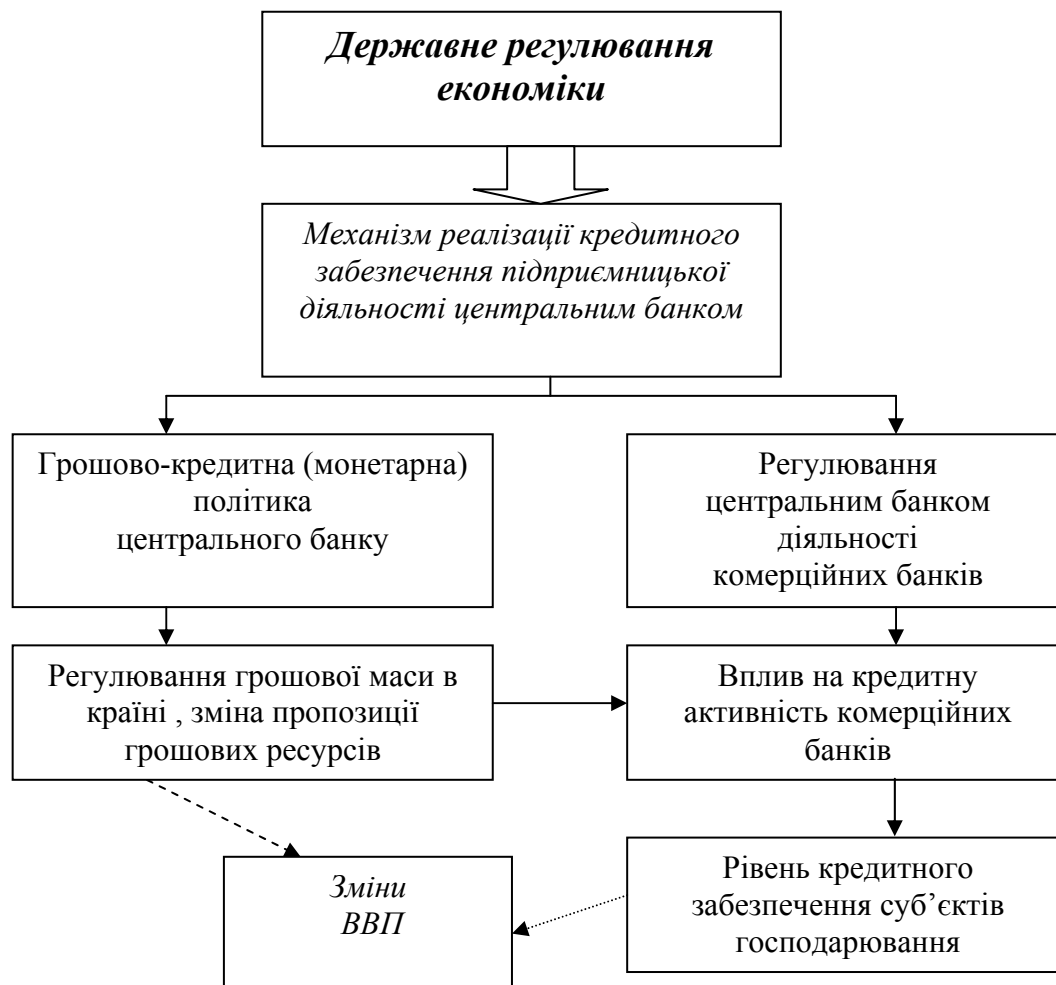 Державне регулювання
економіки
Механізм реалізації кредитного
забезпечення підприємницької
діяльності центральним банком
Грошово-кредитна (монетарна)
політика
центрального банку
Регулювання
центральним банком
діяльності
комерційних банків
Регулювання грошової маси в
країні , зміна пропозиції
грошових ресурсів
Вплив на кредитну
активність комерційних
банків
Зміни
ВВП
Рівень кредитного
забезпечення суб’єктів
господарювання